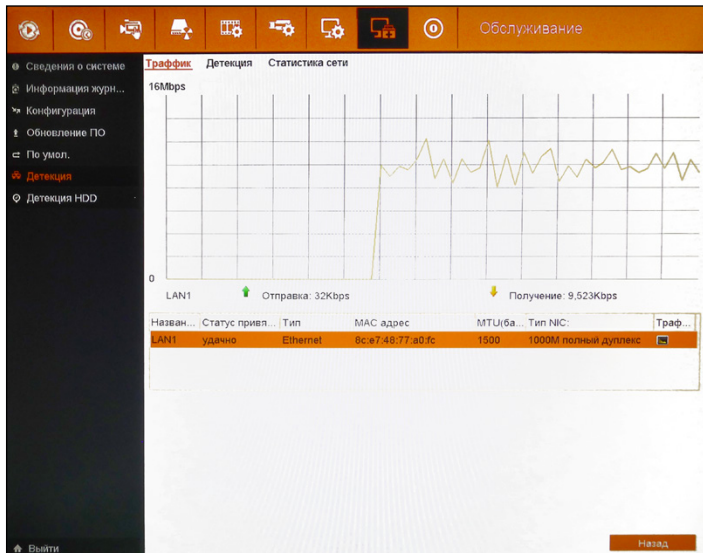 Обслуживание
Сведения о системе
Информация журн...
Конфигурация
Обновление ПО
По умол.
Детекция
Детекция HDD
Выйти
Траффик Детекция Статистика сети
16Mbps
0
LAN1 Отправка: 32Kbps Получение: 9,523Kbps
Назван... Статус привя... Тип MAC адрес MTU(ба... Тип NIC: Траф...
LAN1 удачно Ethernet 8c:e7:48:77:a0:fc 1500 1000M полный дуплекс
Назад